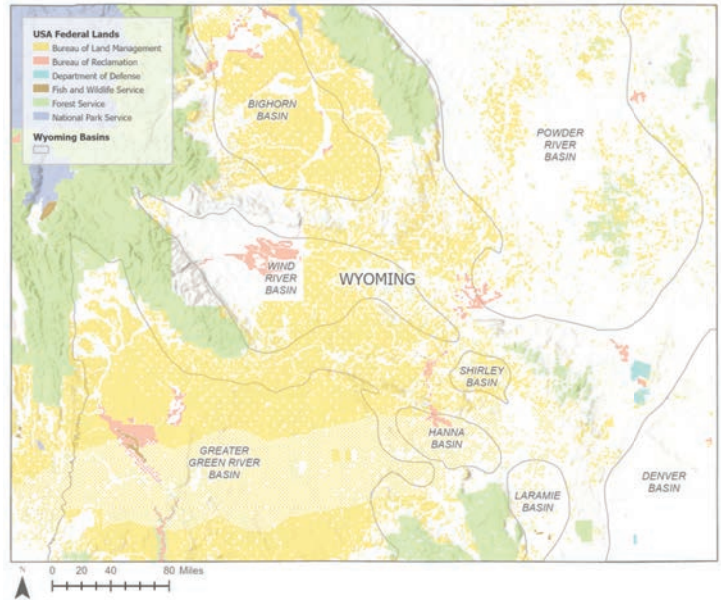 USA Federal Lands
Bureau of Land Management
Bureau of Reclamation
Department of Defense
Fish and Wildlife Service
Forest Service
National Park Service
Wyoming Basins
BIGHORN
BASIN
POWDER
RIVER
BASIN
WIND
RIVER
BASIN
WYOMING
SHIRLEY
BASIN
HANNA
BASIN
GREATER
GREEN RIVER
BASIN
LARAMIE
BASIN
DENVER
BASIN
N
0 20 40 80 Miles